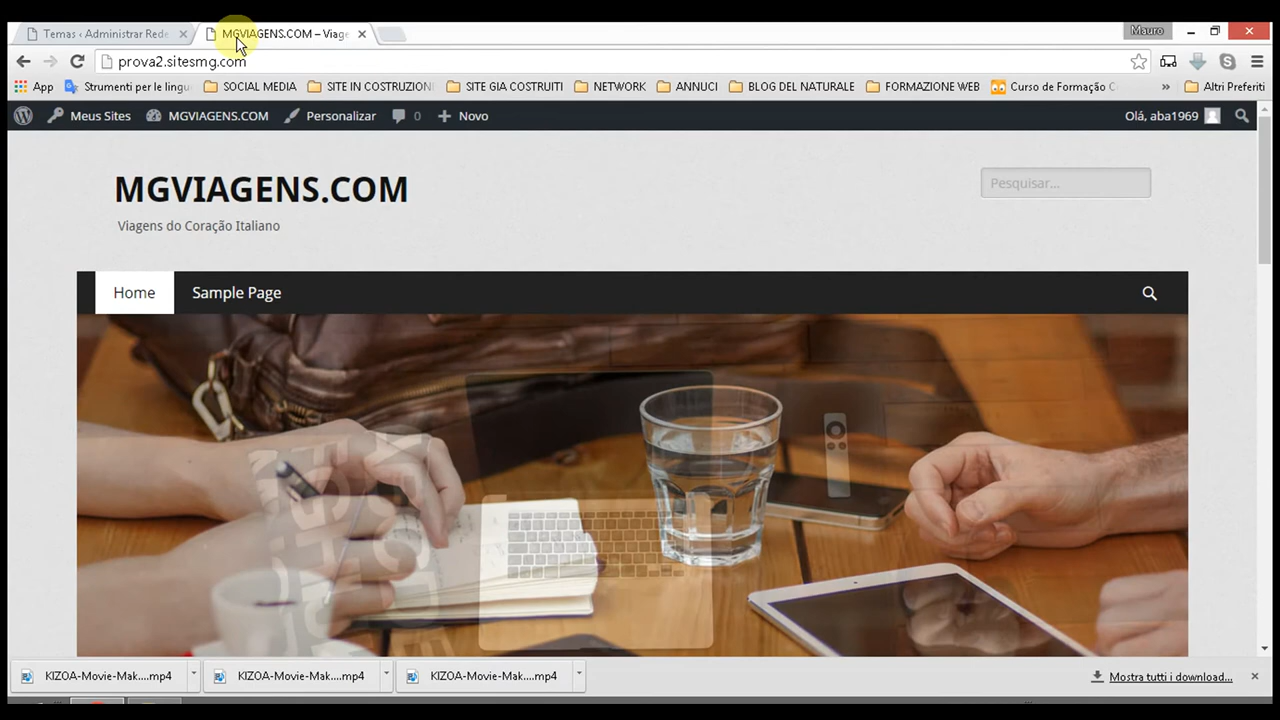 Temas ‹ Administrar Rede
MGVIAGENS.COM – Viage
Mauro
prova2.sitesmg.com
App
Strumenti per le lingu
SOCIAL MEDIA
SITE IN COSTRUZION
SITE GIA COSTRUITI
NETWORK
ANNUCI
BLOG DEL NATURALE
FORMAZIONE WEB
Curso de Formação C
»
Altri Preferiti
Meus Sites
MGVIAGENS.COM
Personalizar
0
Novo
Olá, aba1969
MGVIAGENS.COM
Pesquisar...
Viagens do Coração Italiano
Home
Sample Page
KIZOA-Movie-Mak....mp4
KIZOA-Movie-Mak....mp4
KIZOA-Movie-Mak....mp4
Mostra tutti i download...